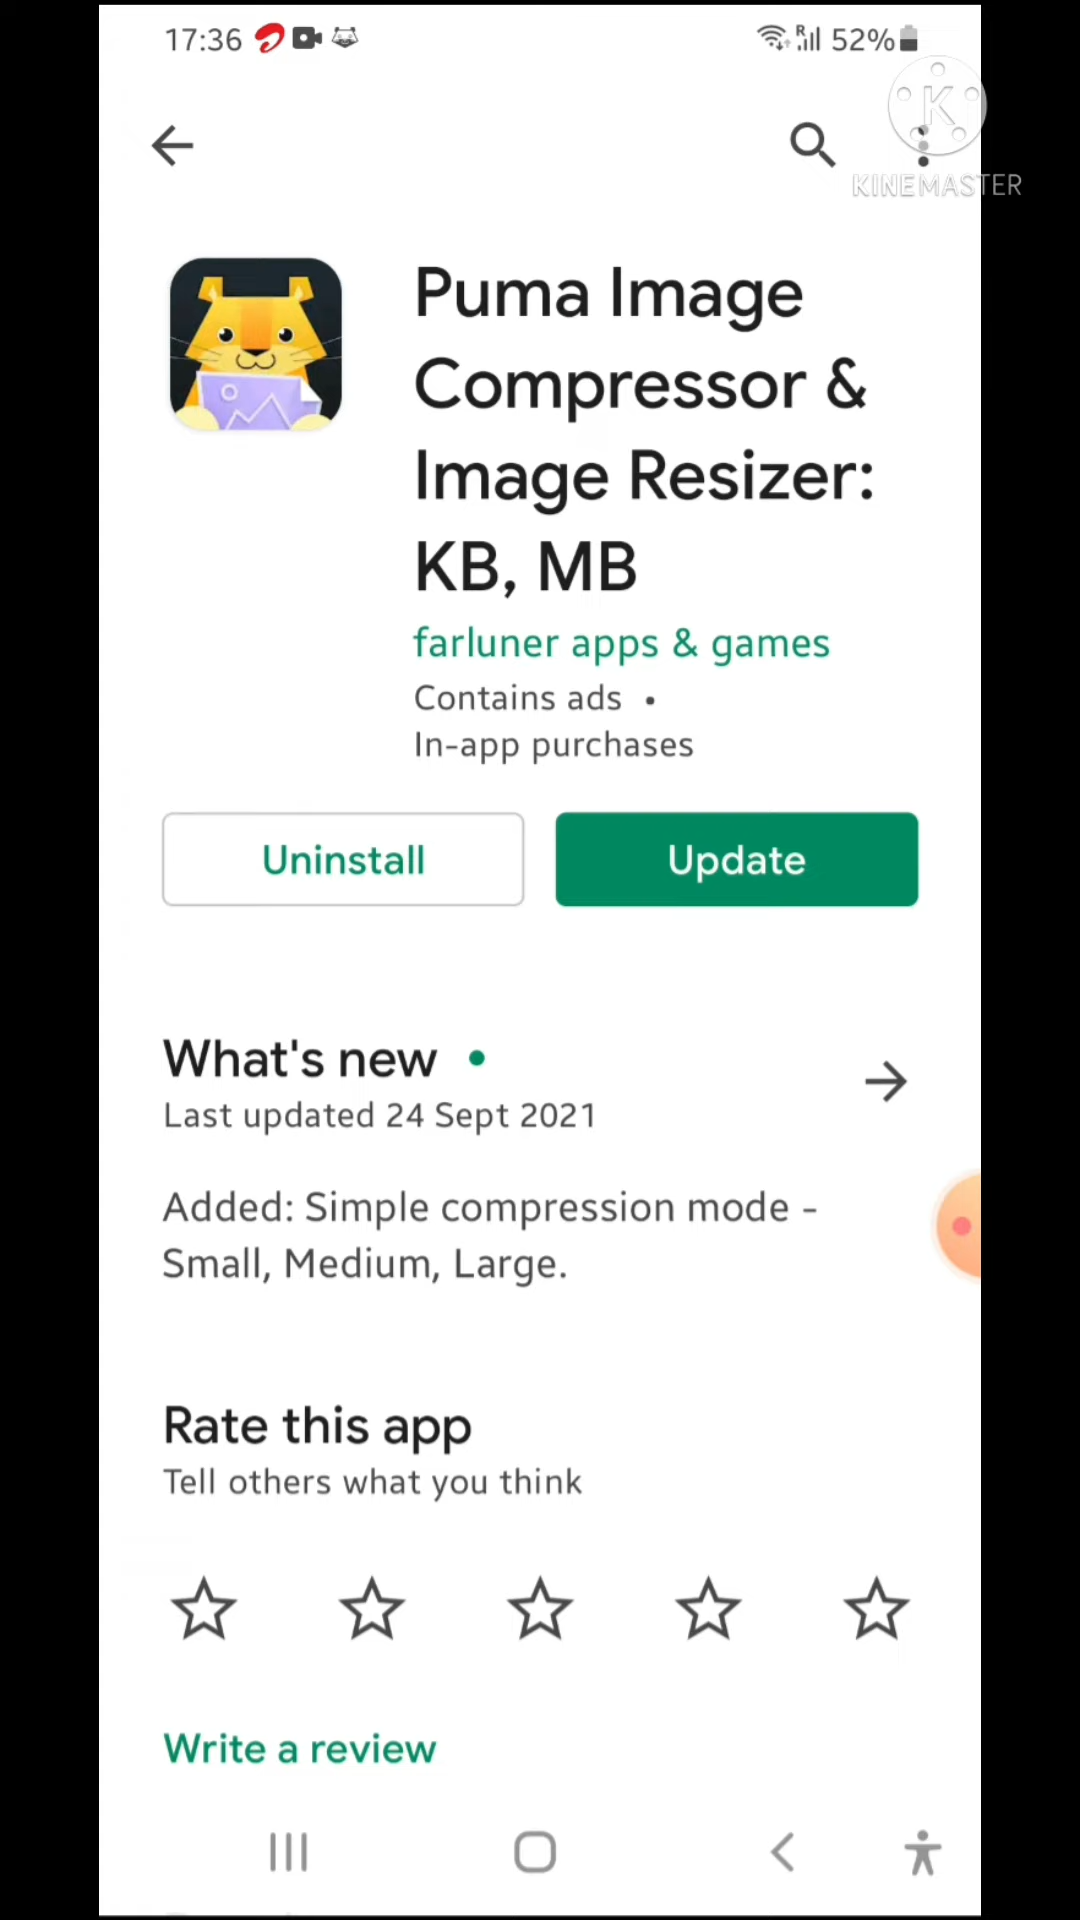 17:36
52%
K
KINEMASTER
Puma Image
Compressor &
Image Resizer:
KB, MB
farluner apps & games
Contains ads •
In-app purchases
Uninstall
Update
What's new •
Last updated 24 Sept 2021
Added: Simple compression mode -
Small, Medium, Large.
Rate this app
Tell others what you think
Write a review